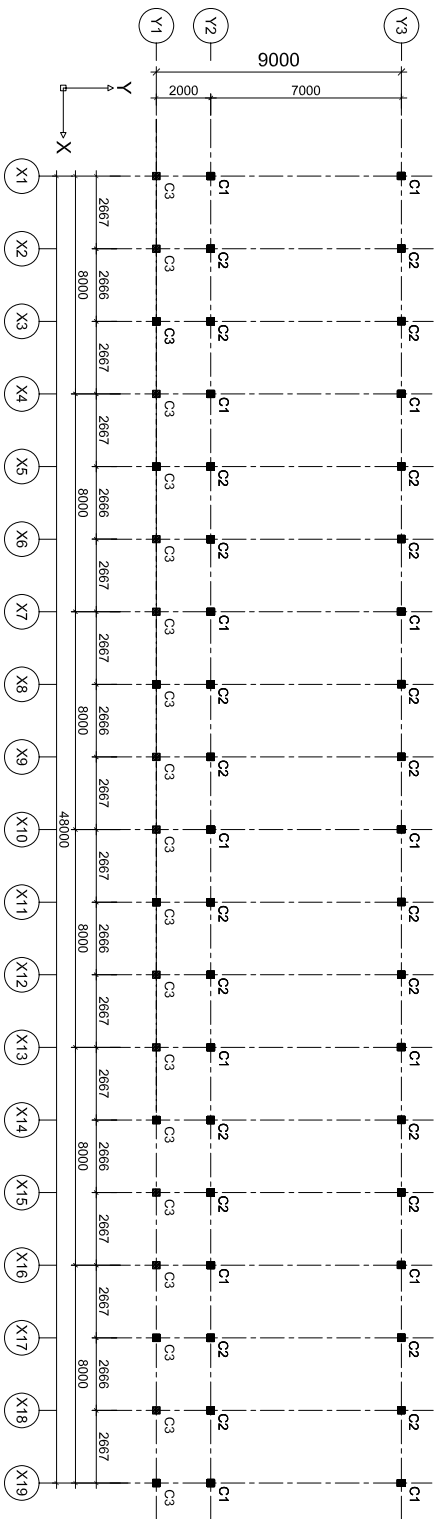 Y3 C1 C2 C2 C1 C2 C2 C1 C2 C2 C1 C2 C2 C1 C2 C2 C1 C2 C2 C1
9000
7000
Y2 C1 C2 C2 C1 C2 C2 C1 C2 C2 C1 C2 C2 C1 C2 C2 C1 C2 C2 C1
2000
Y1 C3 C3 C3 C3 C3 C3 C3 C3 C3 C3 C3 C3 C3 C3 C3 C3 C3 C3 C3
Y
X
2667 2666 2667 2667 2666 2667 2667 2666 2667 2667 2666 2667 2667 2666 2667 2667 2666 2667
8000 8000 8000 8000 8000 8000
48000
X1 X2 X3 X4 X5 X6 X7 X8 X9 X10 X11 X12 X13 X14 X15 X16 X17 X18 X19